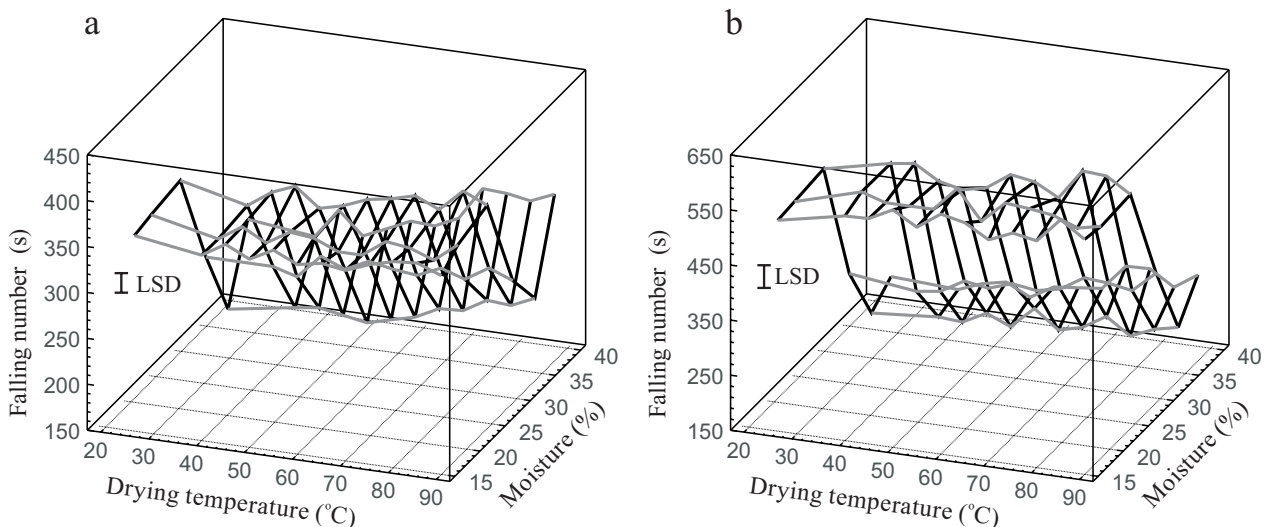 a
450
400
350
300
250
200
150
Falling number (s)
LSD
20 30 40 50 60 70 80 90
Drying temperature (°C)
15
20
25
30
35
40
Moisture (%)
b
650
550
450
350
250
150
Falling number (s)
LSD
20 30 40 50 60 70 80 90
Drying temperature (°C)
15
20
25
30
35
40
Moisture (%)